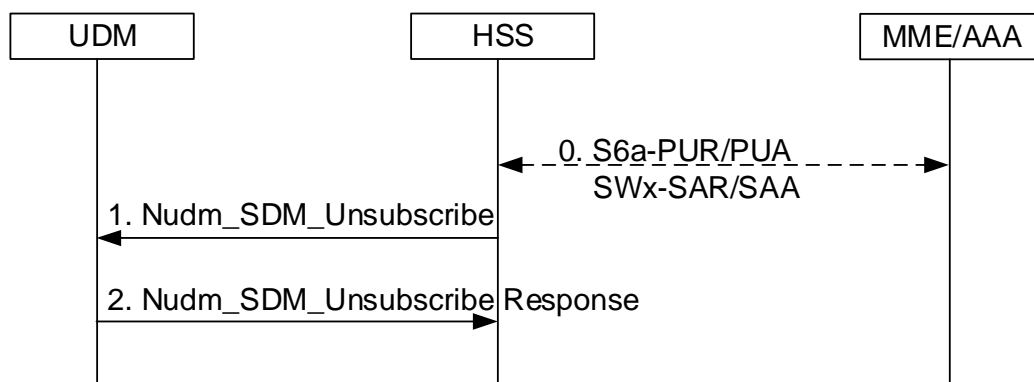 UDM
HSS
MME/AAA
0. S6a-PUR/PUA
SWx-SAR/SAA
1. Nudm_SDM_Unsubscribe
2. Nudm_SDM_Unsubscribe Response